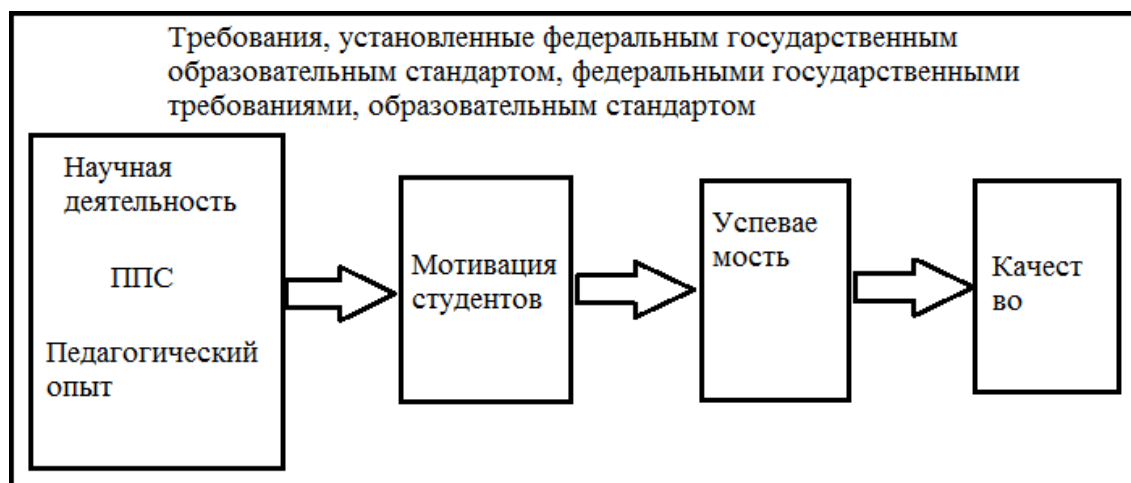 Требования, установленные федеральным государственным
образовательным стандартом, федеральными государственными
требованиями, образовательным стандартом
Научная
деятельность
ППС
Педагогический
опыт
Мотивация
студентов
Успевае
мость
Качест
во